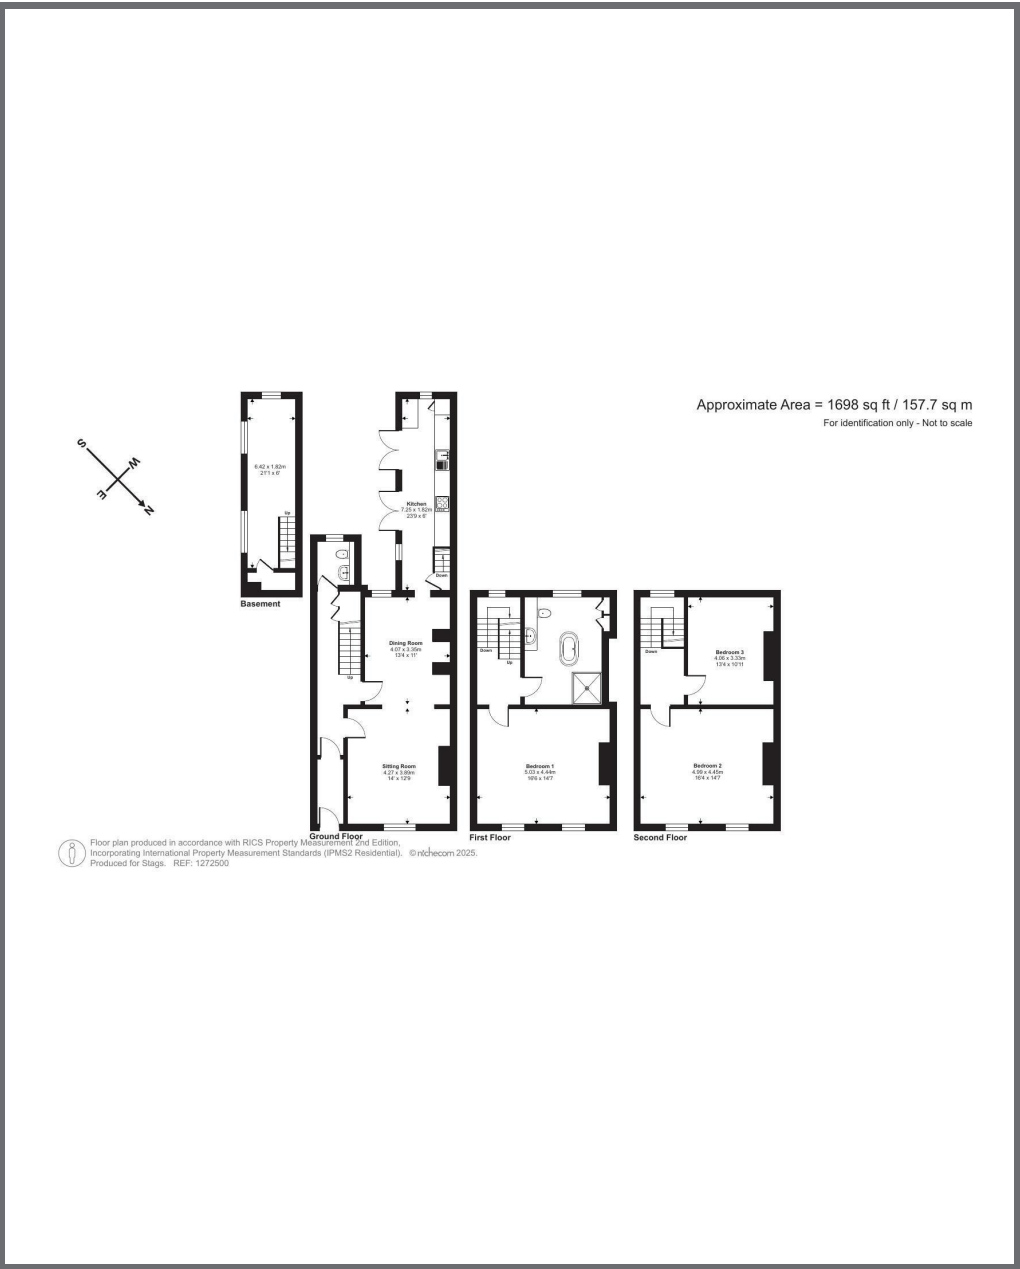 Approximate Area = 1698 sq ft / 157.7 sq m
For identification only - Not to scale
S
W
E
N
6.42 x 1.82m
21'1 x 6'
Up
Basement
Kitchen
7.25 x 1.82m
23'9 x 6'
Down
Dining Room
4.07 x 3.35m
13'4 x 11'
Up
Sitting Room
4.27 x 3.89m
14' x 12'9
Ground Floor
Down
Up
Bedroom 1
5.03 x 4.44m
16'6 x 14'7
First Floor
Down
Bedroom 3
4.06 x 3.33m
13'4 x 10'11
Bedroom 2
4.99 x 4.45m
16'4 x 14'7
Second Floor
Floor plan produced in accordance with RICS Property Measurement 2nd Edition,
Incorporating International Property Measurement Standards (IPMS2 Residential). © ntchecom 2025.
Produced for Stags. REF: 1272500